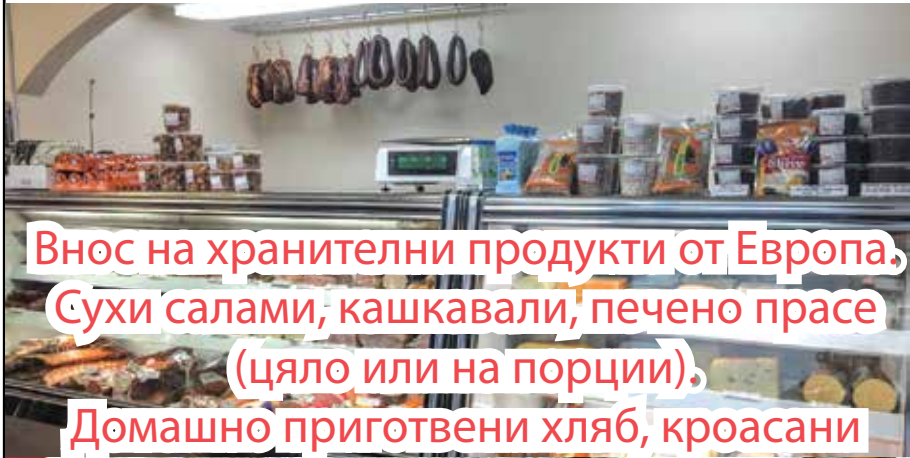 Внос на хранителни продукти от Европа.
Сухи салами, кашкавали, печено прасе
(цяло или на порции).
Домашно приготвени хляб, кроасани